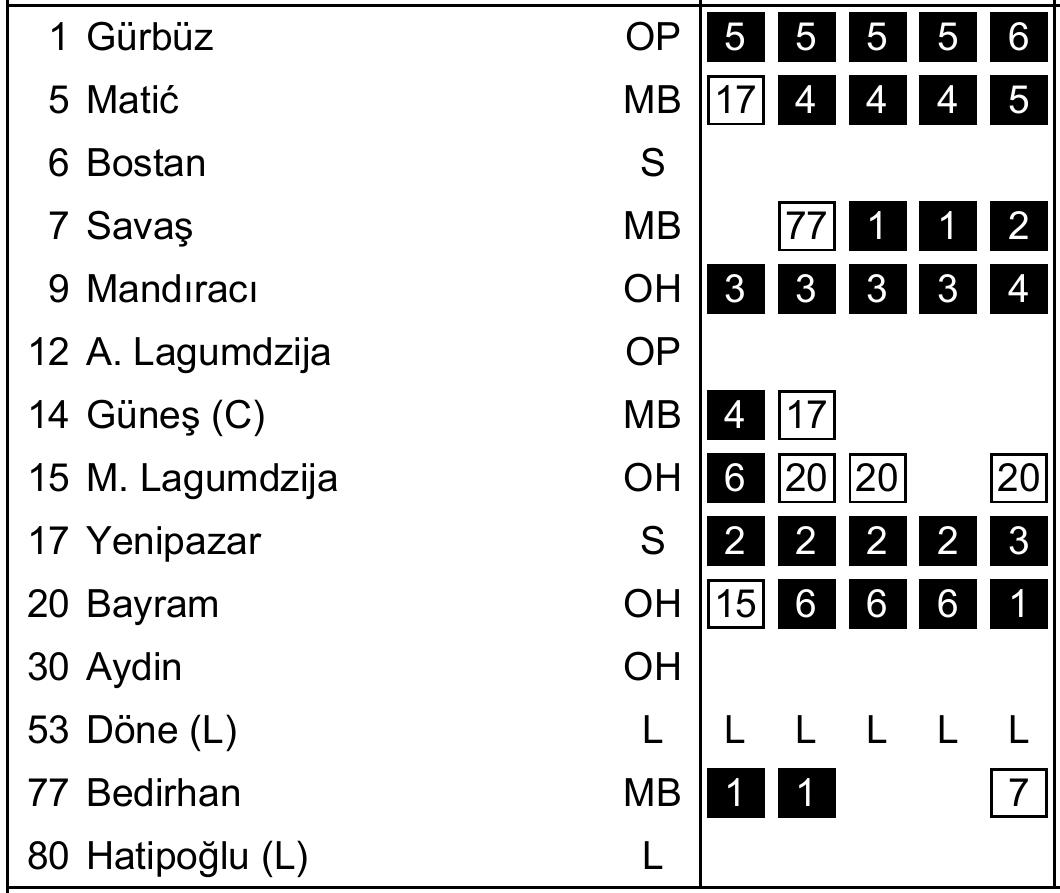 1 Gürbüz OP 5 5 5 5 6
5 Matić MB 17 4 4 4 5
6 Bostan S
7 Savaş MB 77 1 1 2
9 Mandıracı OH 3 3 3 3 4
12 A. Lagumdzija OP
14 Güneş (C) MB 4 17
15 M. Lagumdzija OH 6 20 20 20
17 Yenipazar S 2 2 2 2 3
20 Bayram OH 15 6 6 6 1
30 Aydin OH
53 Döne (L) L L L L L L
77 Bedirhan MB 1 1 7
80 Hatipoğlu (L) L